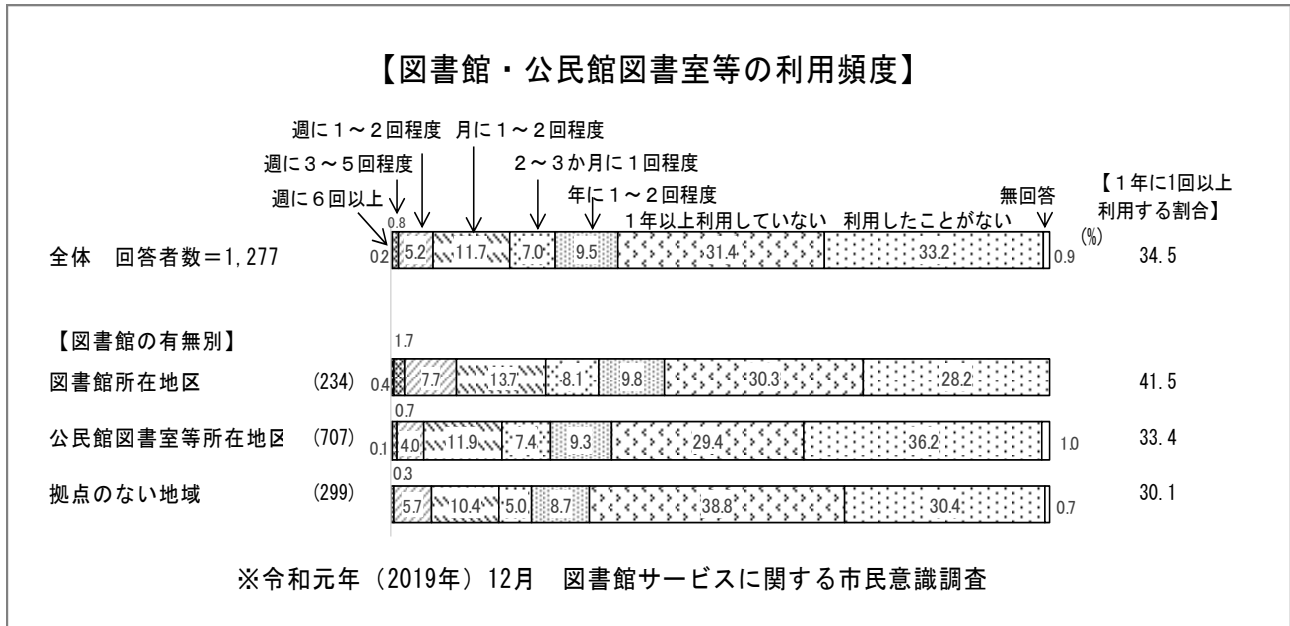 【図書館・公民館図書室等の利用頻度】
週に１～２回程度 月に１～２回程度
週に３～５回程度 ２～３か月に１回程度
週に６回以上 年に１～２回程度 無回答 【１年に1回以上
0.8 １年以上利用していない 利用したことがない 利用する割合】
(%)
全体　回答者数＝1,277 0.2 5.2 11.7 7.0 9.5 31.4 33.2 0.9 34.5
【図書館の有無別】 1.7
図書館所在地区 (234) 0.4 7.7 13.7 8.1 9.8 30.3 28.2 41.5
0.7
公民館図書室等所在地区 (707) 0.1 4.0 11.9 7.4 9.3 29.4 36.2 1.0 33.4
0.3
拠点のない地域 (299) 5.7 10.4 5.0 8.7 38.8 30.4 0.7 30.1
※令和元年（2019年）12月　図書館サービスに関する市民意識調査